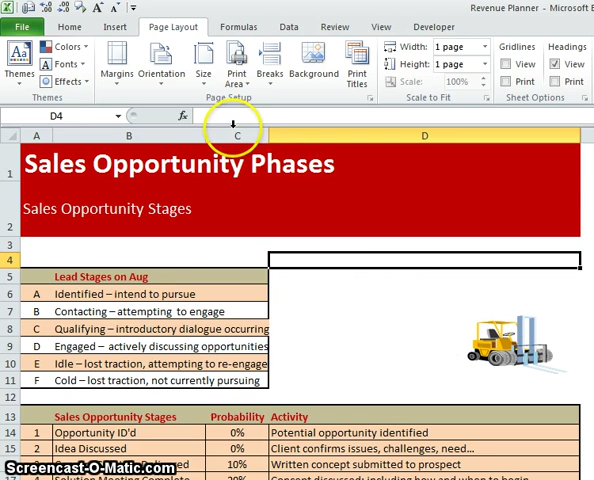 Revenue Planner - Microsoft E
File Home Insert Page Layout Formulas Data Review View Developer
Themes Colors Fonts Effects
Margins Orientation Size Print Area Breaks Background Print Titles
Width: 1 page
Height: 1 page
Scale: 100%
Gridlines Headings
View View
Print Print
Themes Page Setup Scale to Fit Sheet Options
D4 fx
A B C D
1 Sales Opportunity Phases
2 Sales Opportunity Stages
3
4
5 Lead Stages on Aug
6 A Identified – intend to pursue
7 B Contacting – attempting to engage
8 C Qualifying – introductory dialogue occurring
9 D Engaged – actively discussing opportunities
10 E Idle – lost traction, attempting to re-engage
11 F Cold – lost traction, not currently pursuing
12
13 Sales Opportunity Stages Probability Activity
14 1 Opportunity ID'd 0% Potential opportunity identified
15 2 Idea Discussed 0% Client confirms issues, challenges, need...
10% Written concept submitted to prospect
Screencast-O-Matic.com